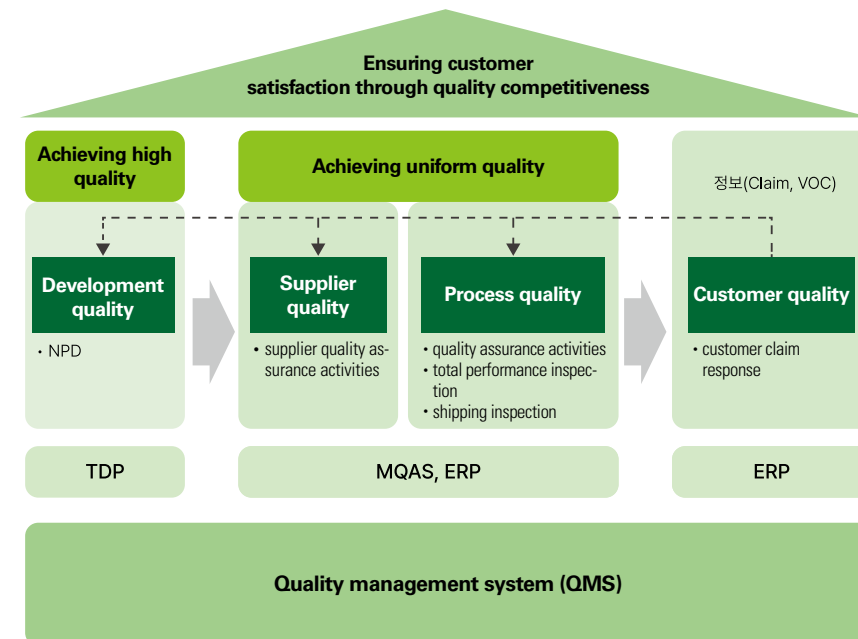 Ensuring customer
satisfaction through quality competitiveness
Achieving high
quality
Achieving uniform quality
정보(Claim, VOC)
Development
quality
Supplier
quality
Process quality
Customer quality
· NPD
• supplier quality as-
surance activities
• quality assurance activities
• total performance inspec-
tion
• shipping inspection
• customer claim
response
TDP
MQAS, ERP
ERP
Quality management system (QMS)